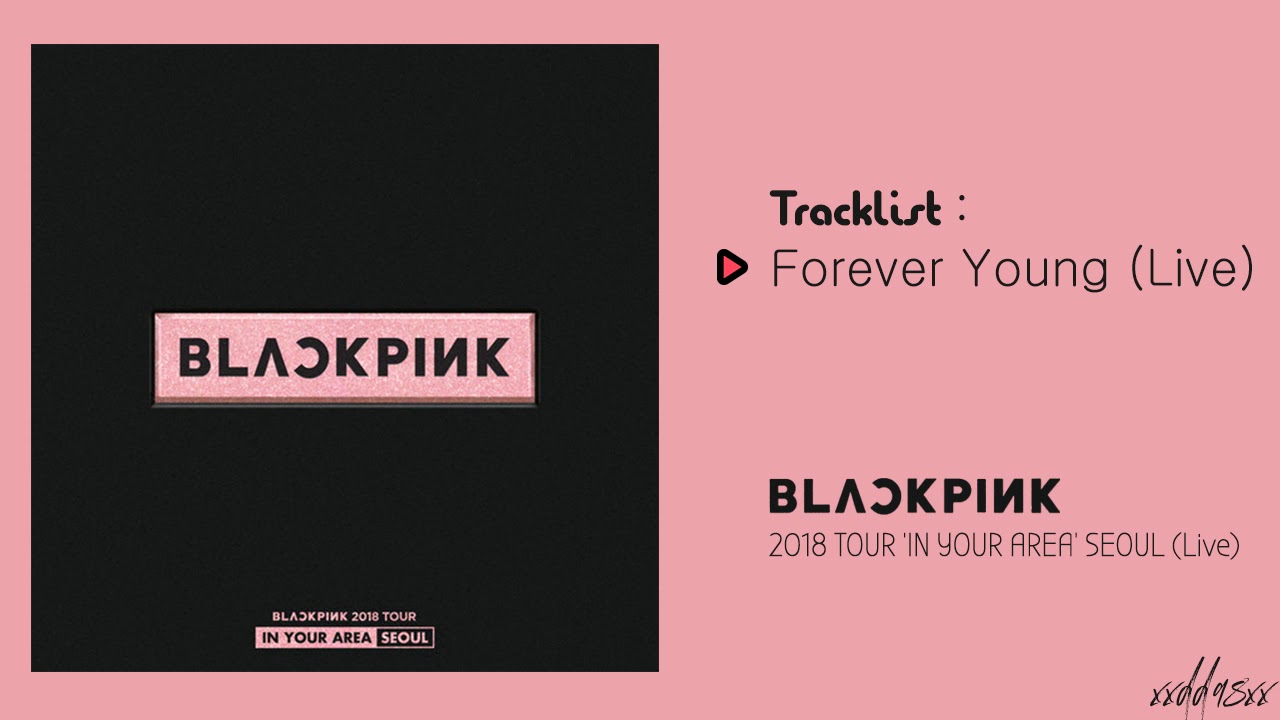 BLACKPINK
BLACKPINK 2018 TOUR
IN YOUR AREA SEOUL
Tracklist :
Forever Young (Live)
BLACKPINK
2018 TOUR 'IN YOUR AREA' SEOUL (Live)
xxdd98xx